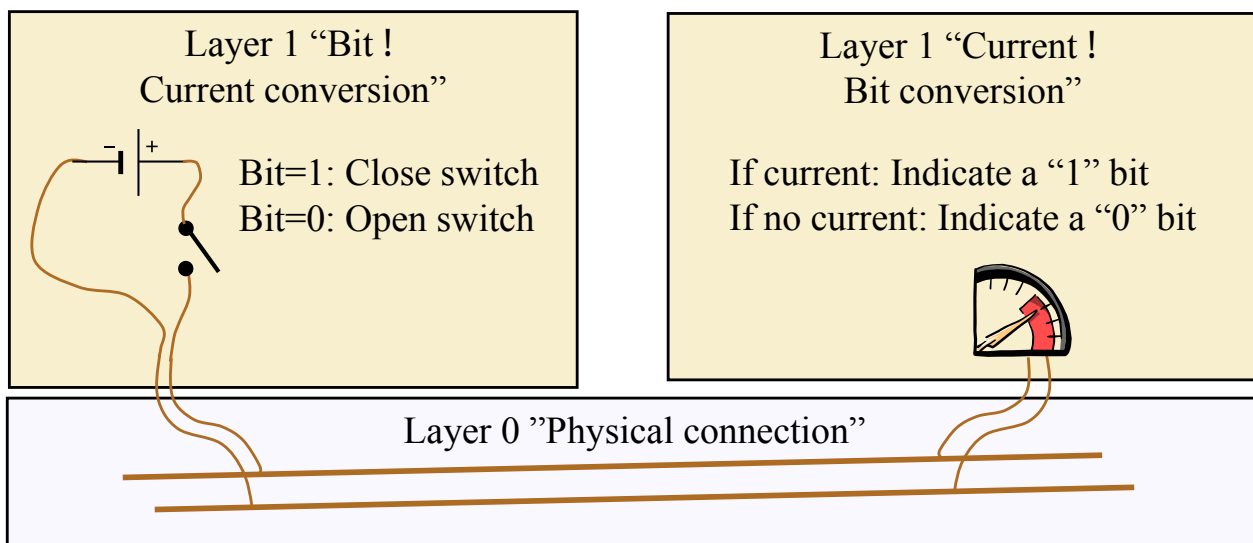 Layer 1 “Bit !
Current conversion”
− +
Bit=1: Close switch
Bit=0: Open switch
Layer 1 “Current !
Bit conversion”
If current: Indicate a “1” bit
If no current: Indicate a “0” bit
Layer 0 ”Physical connection”